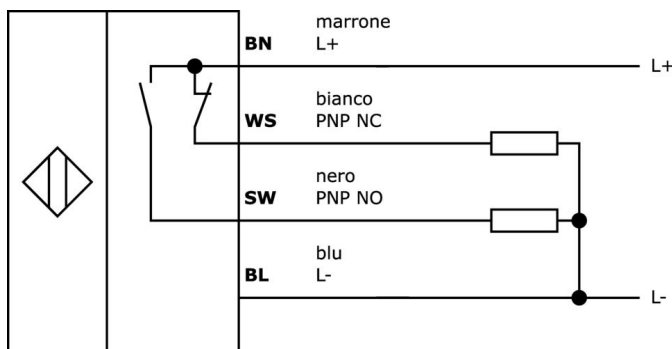 marrone
BN L+
L+
bianco
WS PNP NC
nero
SW PNP NO
blu
BL L-
L-